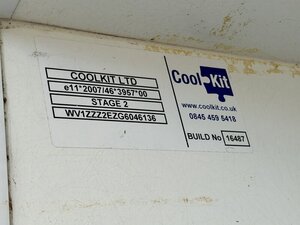 COOLKIT LTD
e11*2007/46*3957*00
STAGE 2
WV1ZZZ2EZG6046136
Cool Kit
www.coolkit.co.uk
0845 459 5418
BUILD No 16487